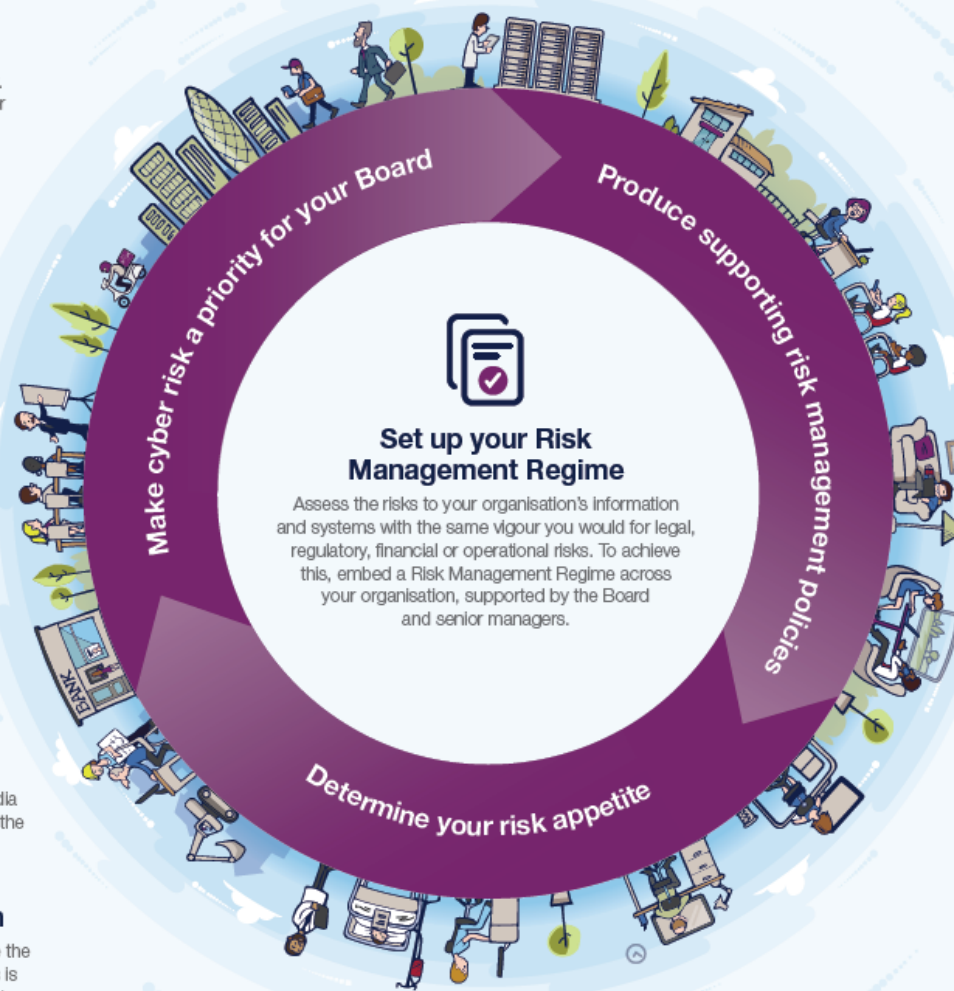 Make cyber risk a priority for your Board
Produce supporting risk management policies
Determine your risk appetite
Set up your Risk
Management Regime
Assess the risks to your organisation's information
and systems with the same vigour you would for legal,
regulatory, financial or operational risks. To achieve
this, embed a Risk Management Regime across
your organisation, supported by the Board
and senior managers.
BANK
the
the
is